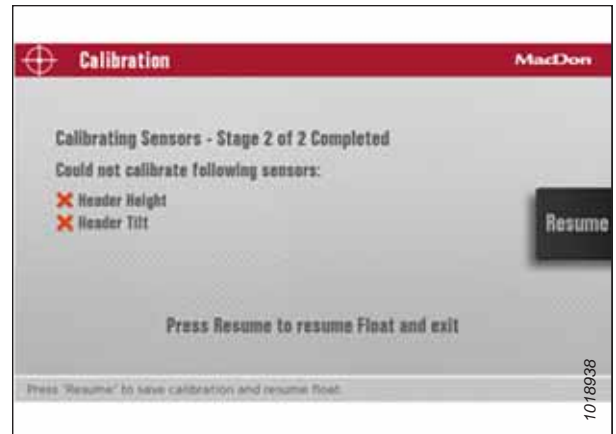 Calibration
MacDon
Calibrating Sensors - Stage 2 of 2 Completed
Could not calibrate following sensors:
Header Height
Header Tilt
Resume
Press Resume to resume Float and exit
Press 'Resume' to save calibration and resume float.
1018938